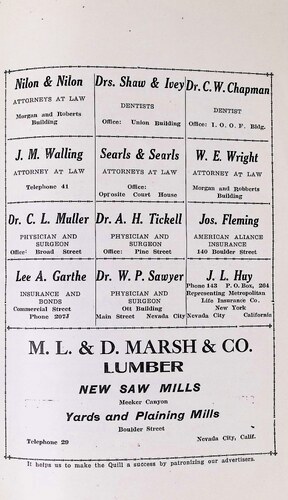 Nilon & Nilon
ATTORNEYS AT LAW
Morgan and Roberts
Building
Drs. Shaw & Ivey
DENTISTS
Office: Union Building
Dr. C. W. Chapman
DENTIST
Office: I. O. O. F. Bldg.
J. M. Walling
ATTORNEY AT LAW
Telephone 41
Searls & Searls
ATTORNEYS AT LAW
Office:
Oprosite Court House
W. E. Wright
ATTORNEY AT LAW
Morgan and Robberts
Building
Dr. C. L. Muller
PHYSICIAN AND
SURGEON
Office: Broad Street
Dr. A. H. Tickell
PHYSICIAN AND
SURGEON
Office: Pine Street
Jos. Fleming
AMERICAN ALIANCE
INSURANCE
140 Boulder Street
Lee A. Garthe
INSURANCE AND
BONDS
Commercial Street
Phone 207J
Dr. W. P. Sawyer
PHYSICIAN AND
SURGEON
Ott Building
Main Street Nevada City
J. L. Huy
Phone 143 P. O. Box, 264
Representing Metropolitan
Life Insurance Co.
New York
Nevada City California
M. L. & D. MARSH & CO.
LUMBER
NEW SAW MILLS
Meeker Canyon
Yards and Plaining Mills
Boulder Street
Telephone 29 Nevada City, Calif.
It helps us to make the Quill a success by patronizing our advertisers.